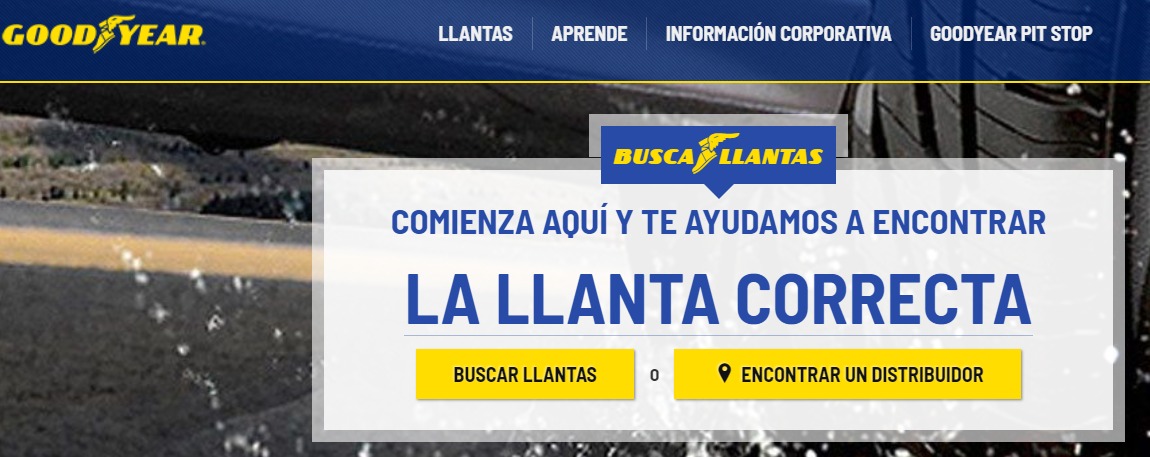 GOODYEAR
LLANTAS APRENDE INFORMACIÓN CORPORATIVA GOODYEAR PIT STOP
BUSCA LLANTAS
COMIENZA AQUÍ Y TE AYUDAMOS A ENCONTRAR
LA LLANTA CORRECTA
BUSCAR LLANTAS O ENCONTRAR UN DISTRIBUIDOR